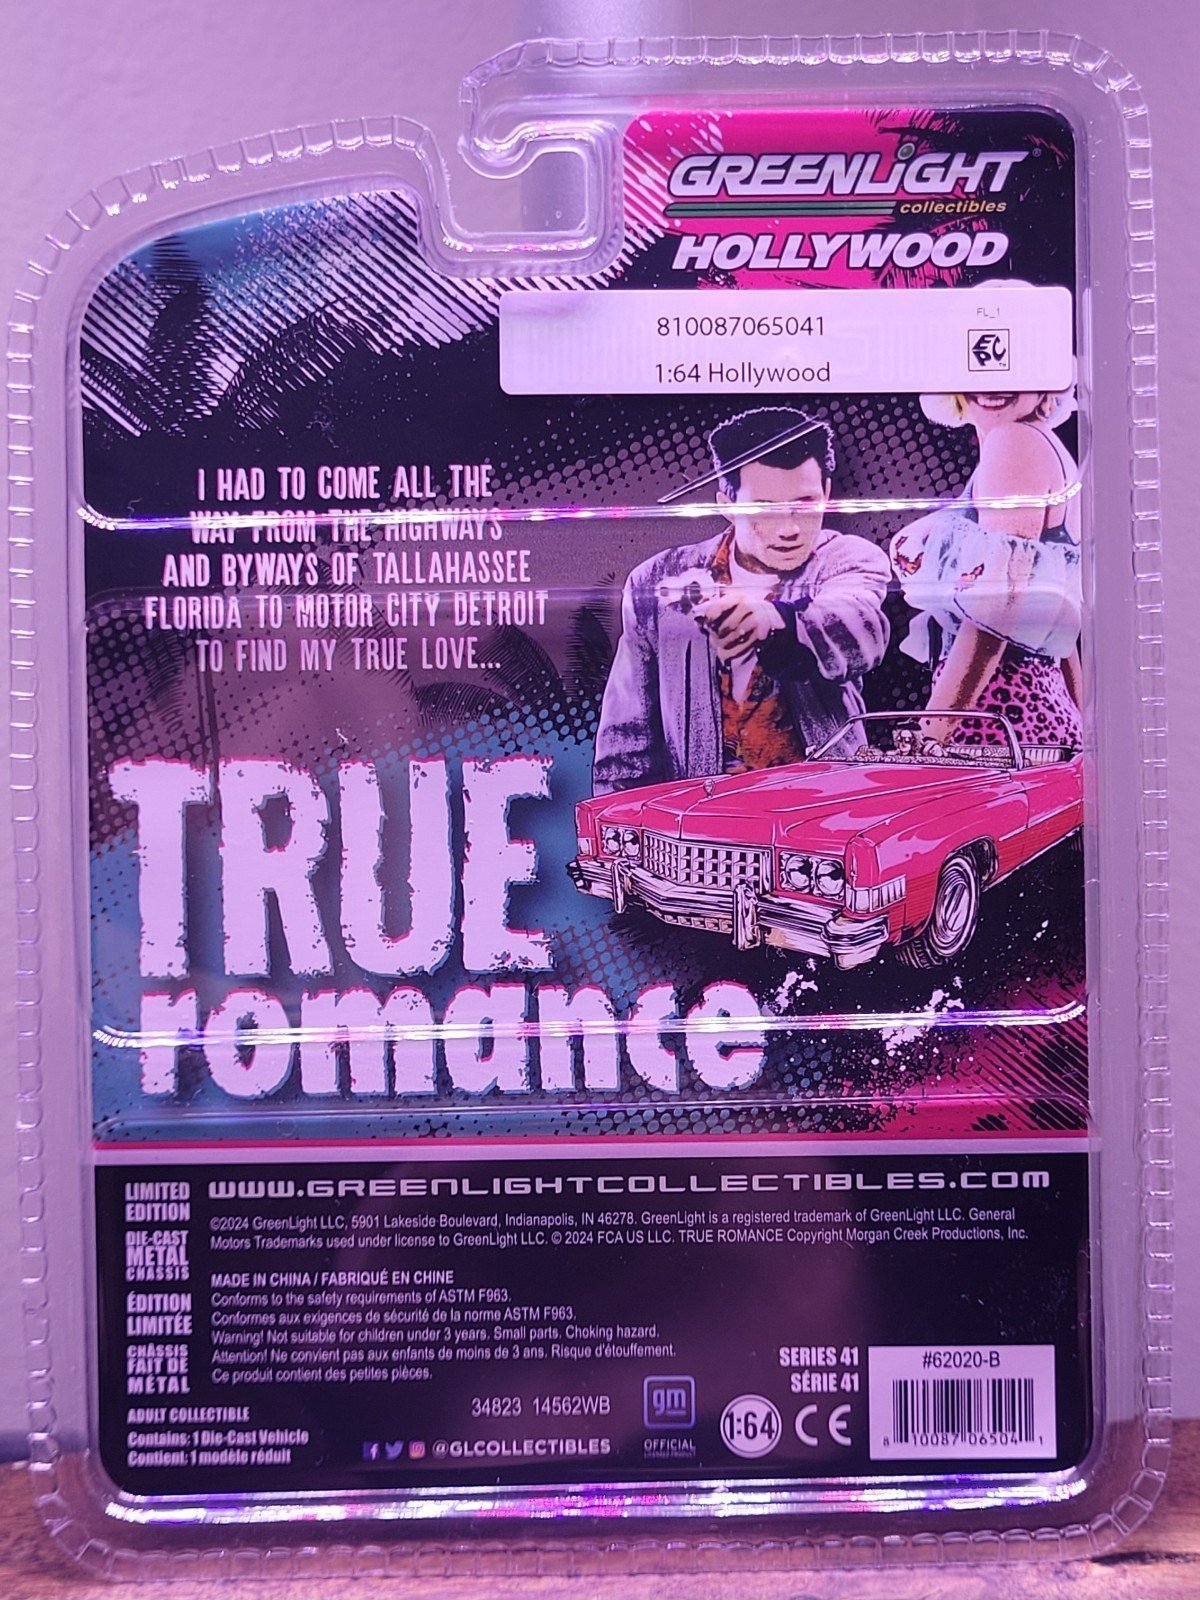 GREENLiGHT®
collectibles
HOLLYWOOD
FL_1
810087065041
EPC™
1:64 Hollywood
I HAD TO COME ALL THE
WAY FROM THE HIGHWAYS
AND BYWAYS OF TALLAHASSEE
FLORIDA TO MOTOR CITY DETROIT
TO FIND MY TRUE LOVE...
TRUE
romance
LIMITED
EDITION
DIE-CAST
METAL
CHASSIS
ÉDITION
LIMITÉE
CHÂSSIS
FAIT DE
MÉTAL
ADULT COLLECTIBLE
Contains: 1 Die-Cast Vehicle
Contient: 1 modèle réduit
WWW.GREENLIGHTCOLLECTIBLES.COM
©2024 GreenLight LLC, 5901 Lakeside Boulevard, Indianapolis, IN 46278. GreenLight is a registered trademark of GreenLight LLC. General
Motors Trademarks used under license to GreenLight LLC. © 2024 FCA US LLC. TRUE ROMANCE Copyright Morgan Creek Productions, Inc.
MADE IN CHINA / FABRIQUÉ EN CHINE
Conforms to the safety requirements of ASTM F963.
Conformes aux exigences de sécurité de la norme ASTM F963.
Warning! Not suitable for children under 3 years. Small parts. Choking hazard.
Attention! Ne convient pas aux enfants de moins de 3 ans. Risque d'étouffement.
Ce produit contient des petites pièces.
34823 14562WB
@GLCOLLECTIBLES
gm
OFFICIAL
LICENSED PRODUCT
SERIES 41
SÉRIE 41
1:64
CE
#62020-B
8 10087 06504 1